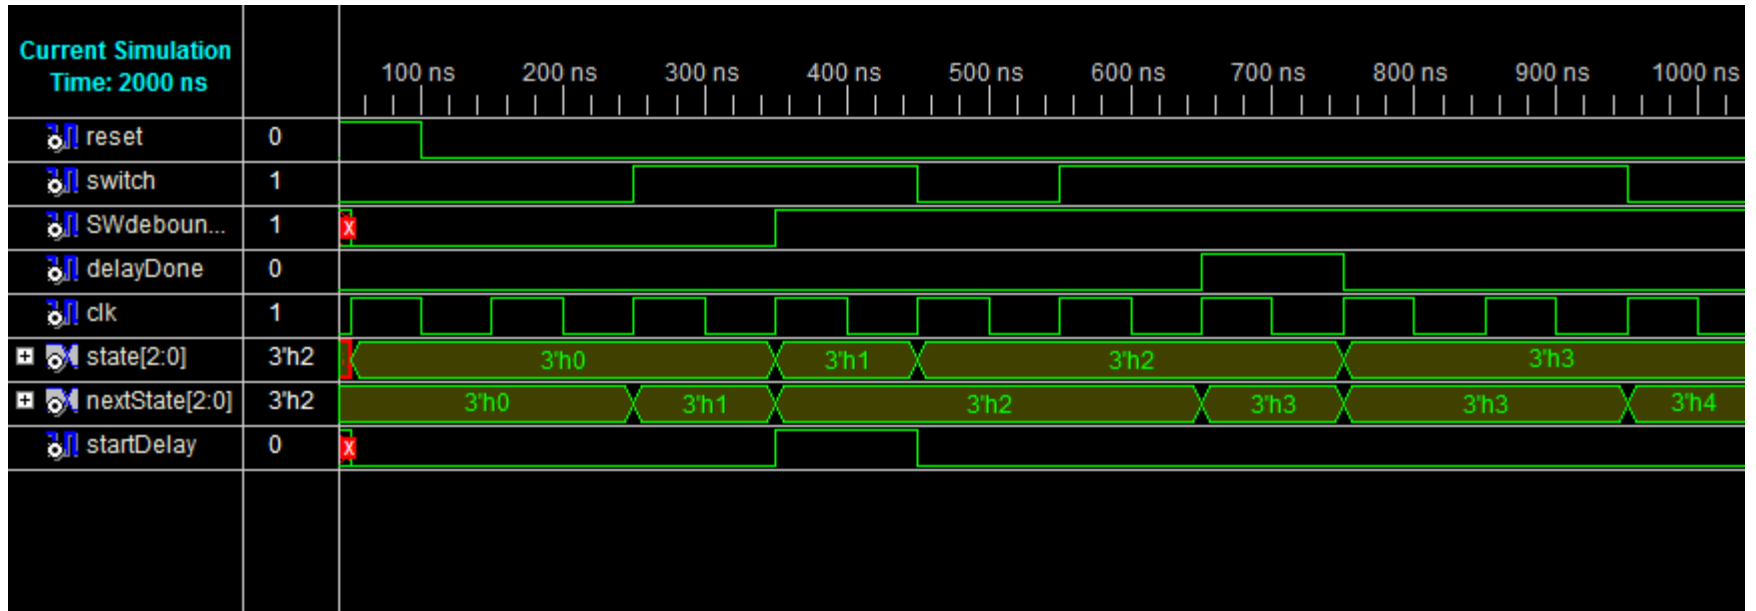 Current Simulation
Time: 2000 ns
100 ns 200 ns 300 ns 400 ns 500 ns 600 ns 700 ns 800 ns 900 ns 1000 ns
reset 0
switch 1
SWdeboun... 1 X
delayDone 0
clk 1
state[2:0] 3'h2 3'h0 3'h1 3'h2 3'h3
nextState[2:0] 3'h2 3'h0 3'h1 3'h2 3'h3 3'h3 3'h4
startDelay 0 X